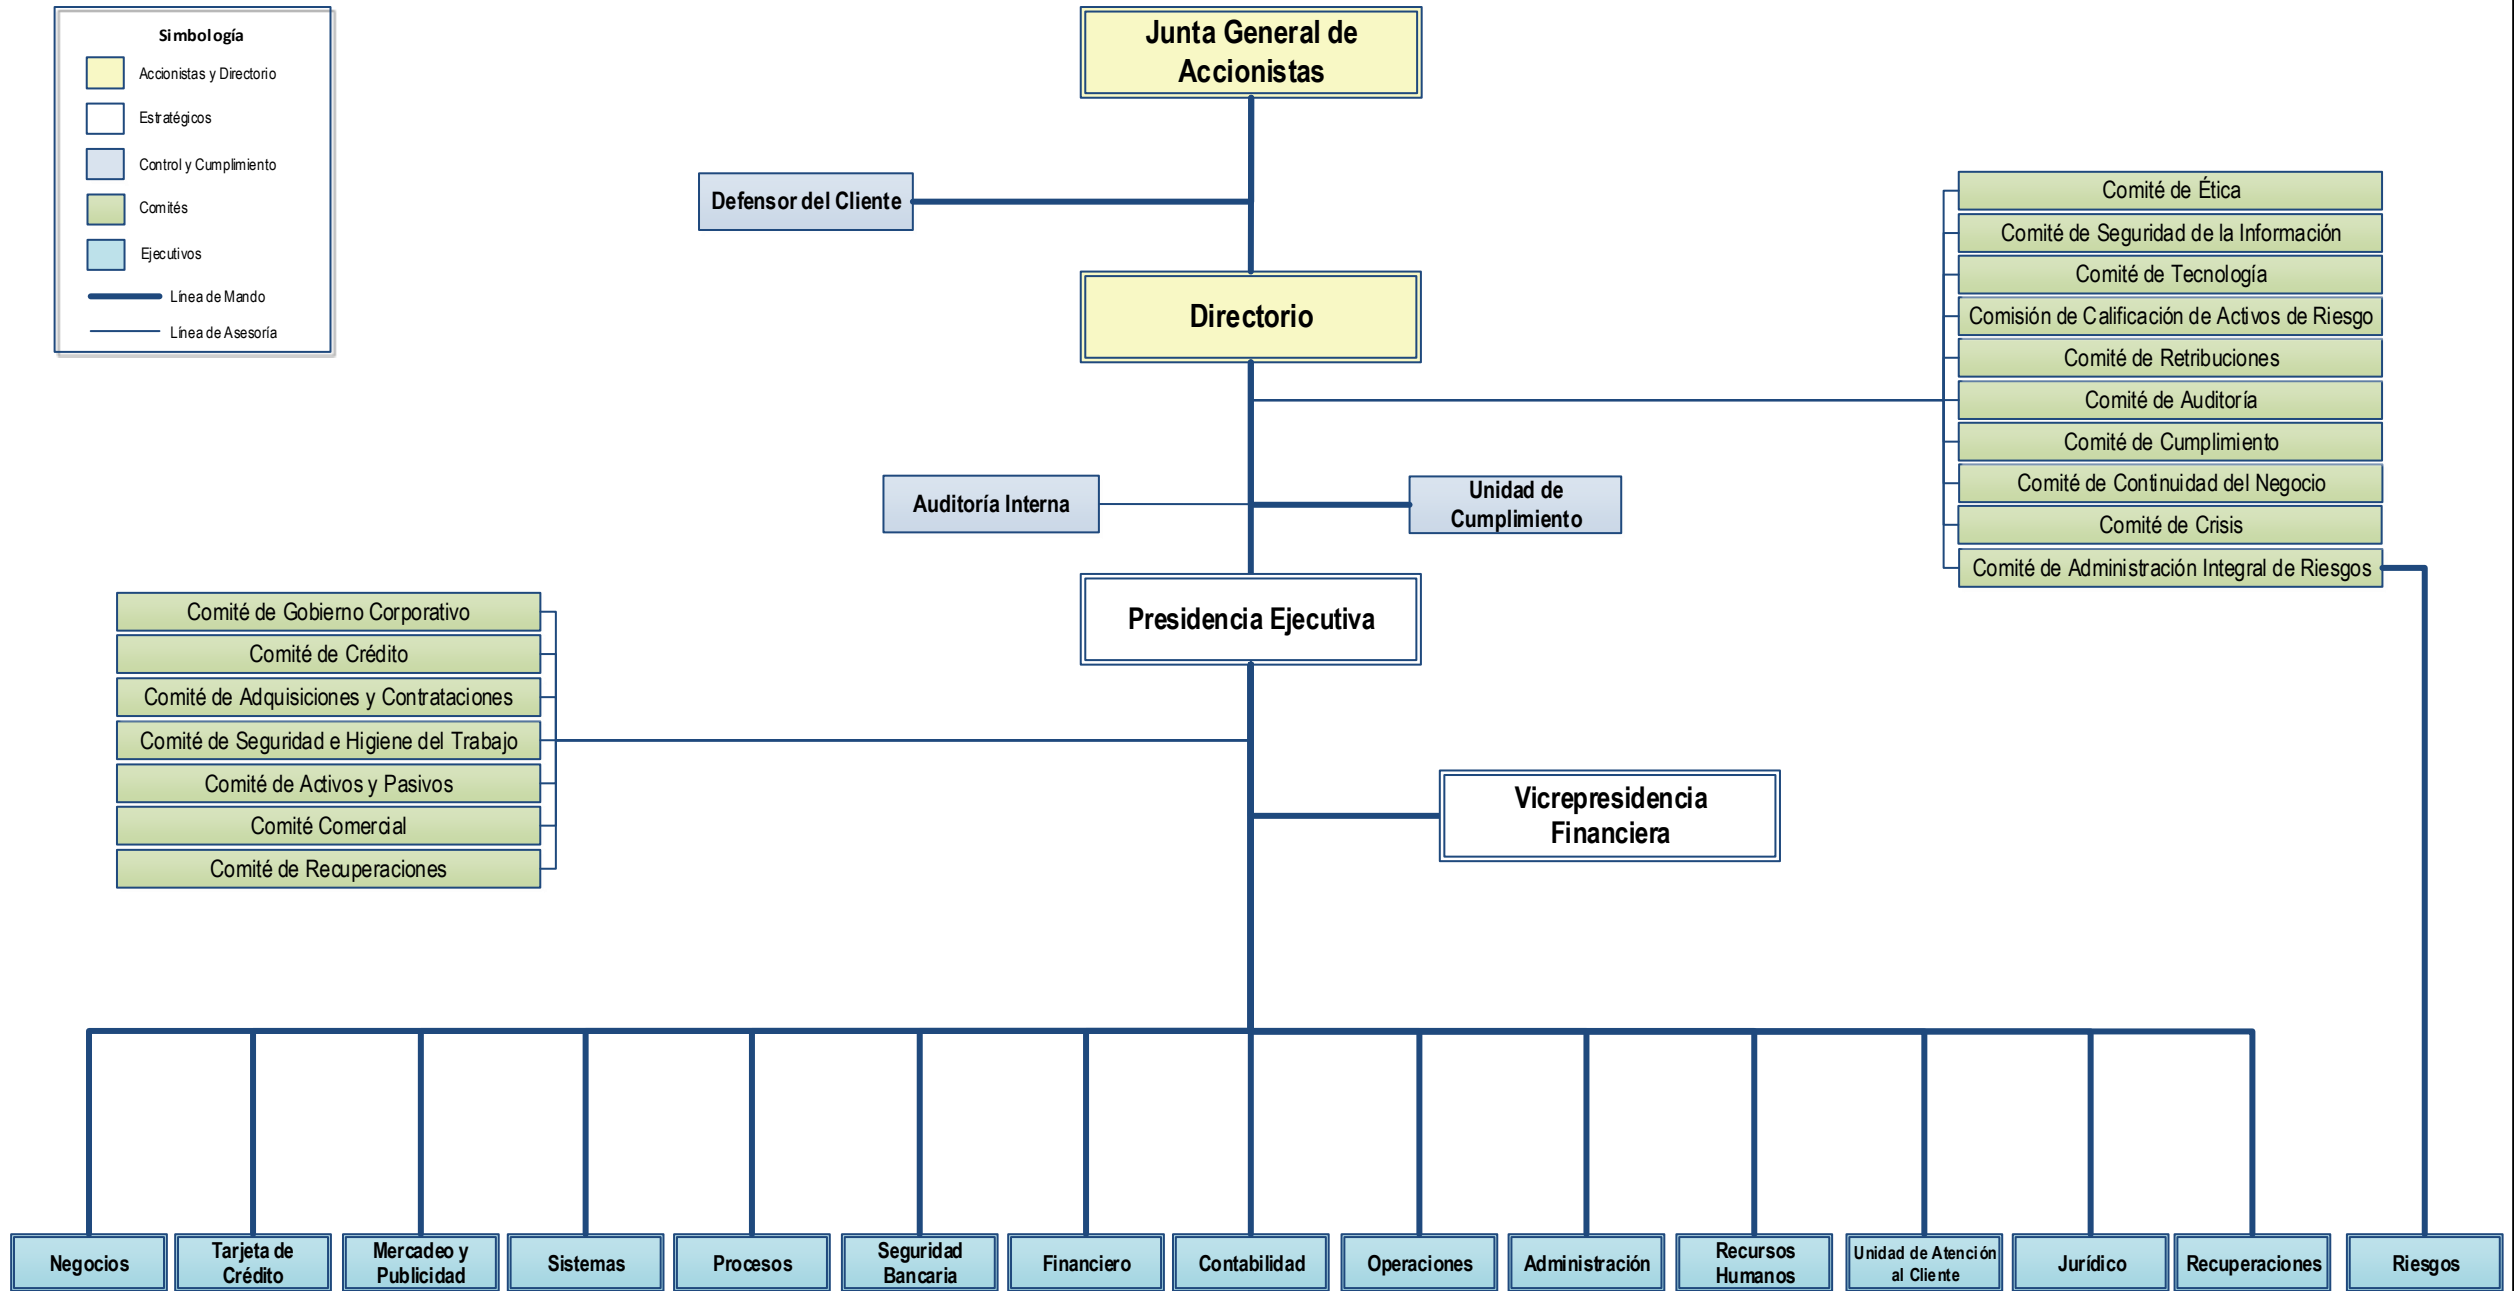 Simbología
Accionistas y Directorio
Estratégicos
Control y Cumplimiento
Comités
Ejecutivos
Línea de Mando
Línea de Asesoría
Junta General de
Accionistas
Defensor del Cliente
Directorio
Comité de Ética
Comité de Seguridad de la Información
Comité de Tecnología
Comisión de Calificación de Activos de Riesgo
Comité de Retribuciones
Comité de Auditoría
Comité de Cumplimiento
Comité de Continuidad del Negocio
Comité de Crisis
Comité de Administración Integral de Riesgos
Auditoría Interna
Unidad de
Cumplimiento
Presidencia Ejecutiva
Comité de Gobierno Corporativo
Comité de Crédito
Comité de Adquisiciones y Contrataciones
Comité de Seguridad e Higiene del Trabajo
Comité de Activos y Pasivos
Comité Comercial
Comité de Recuperaciones
Vicrepresidencia
Financiera
Negocios
Tarjeta de
Crédito
Mercadeo y
Publicidad
Sistemas
Procesos
Seguridad
Bancaria
Financiero
Contabilidad
Operaciones
Administración
Recursos
Humanos
Unidad de Atención
al Cliente
Jurídico
Recuperaciones
Riesgos